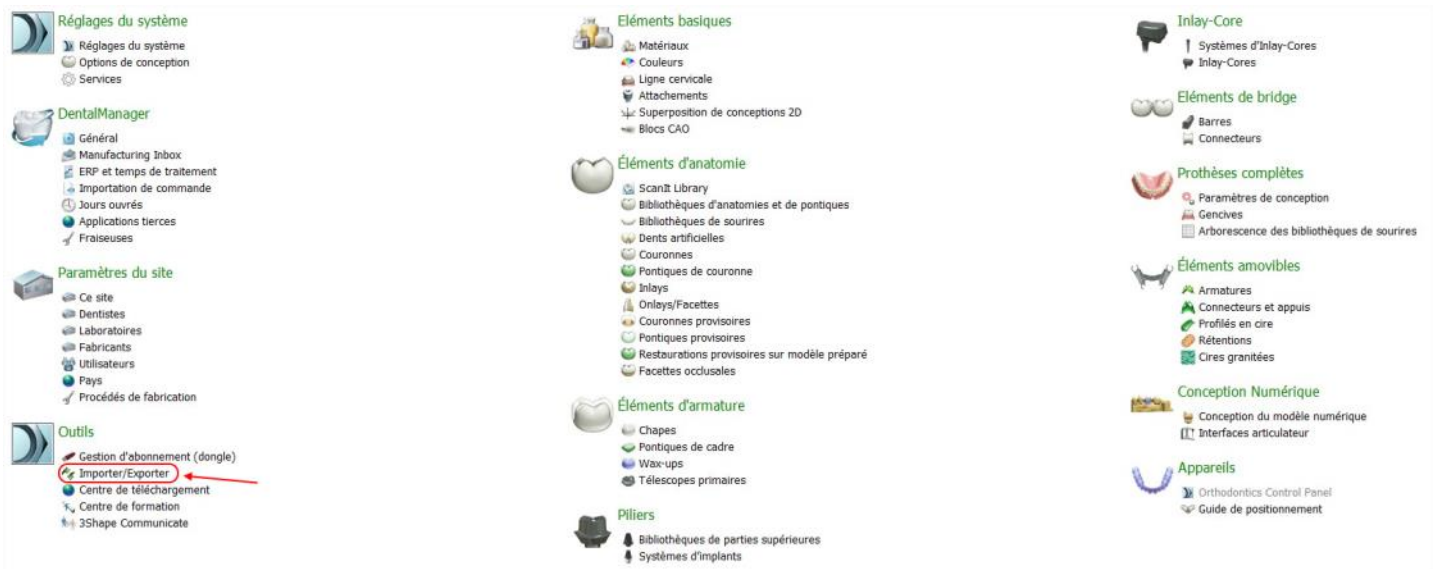 Réglages du système
Réglages du système
Options de conception
Services
DentalManager
Général
Manufacturing Inbox
ERP et temps de traitement
Importation de commande
Jours ouvrés
Applications tierces
Fraiseuses
Paramètres du site
Ce site
Dentistes
Laboratoires
Fabricants
Utilisateurs
Pays
Procédés de fabrication
Outils
Gestion d'abonnement (dongle)
Importer/Exporter
Centre de téléchargement
Centre de formation
3Shape Communicate
Eléments basiques
Matériaux
Couleurs
Ligne cervicale
Attachements
Superposition de conceptions 2D
Blocs CAO
Éléments d'anatomie
ScanIt Library
Bibliothèques d'anatomies et de pontiques
Bibliothèques de sourires
Dents artificielles
Couronnes
Pontiques de couronne
Inlays
Onlays/Facettes
Couronnes provisoires
Pontiques provisoires
Restaurations provisoires sur modèle préparé
Facettes occlusales
Éléments d'armature
Chapes
Pontiques de cadre
Wax-ups
Télescopes primaires
Piliers
Bibliothèques de parties supérieures
Systèmes d'implants
Inlay-Core
Systèmes d'Inlay-Cores
Inlay-Cores
Eléments de bridge
Barres
Connecteurs
Prothèses complètes
Paramètres de conception
Gencives
Arborescence des bibliothèques de sourires
Éléments amovibles
Armatures
Connecteurs et appuis
Profilés en cire
Rétentions
Cires granitées
Conception Numérique
Conception du modèle numérique
Interfaces articulateur
Appareils
Orthodontics Control Panel
Guide de positionnement